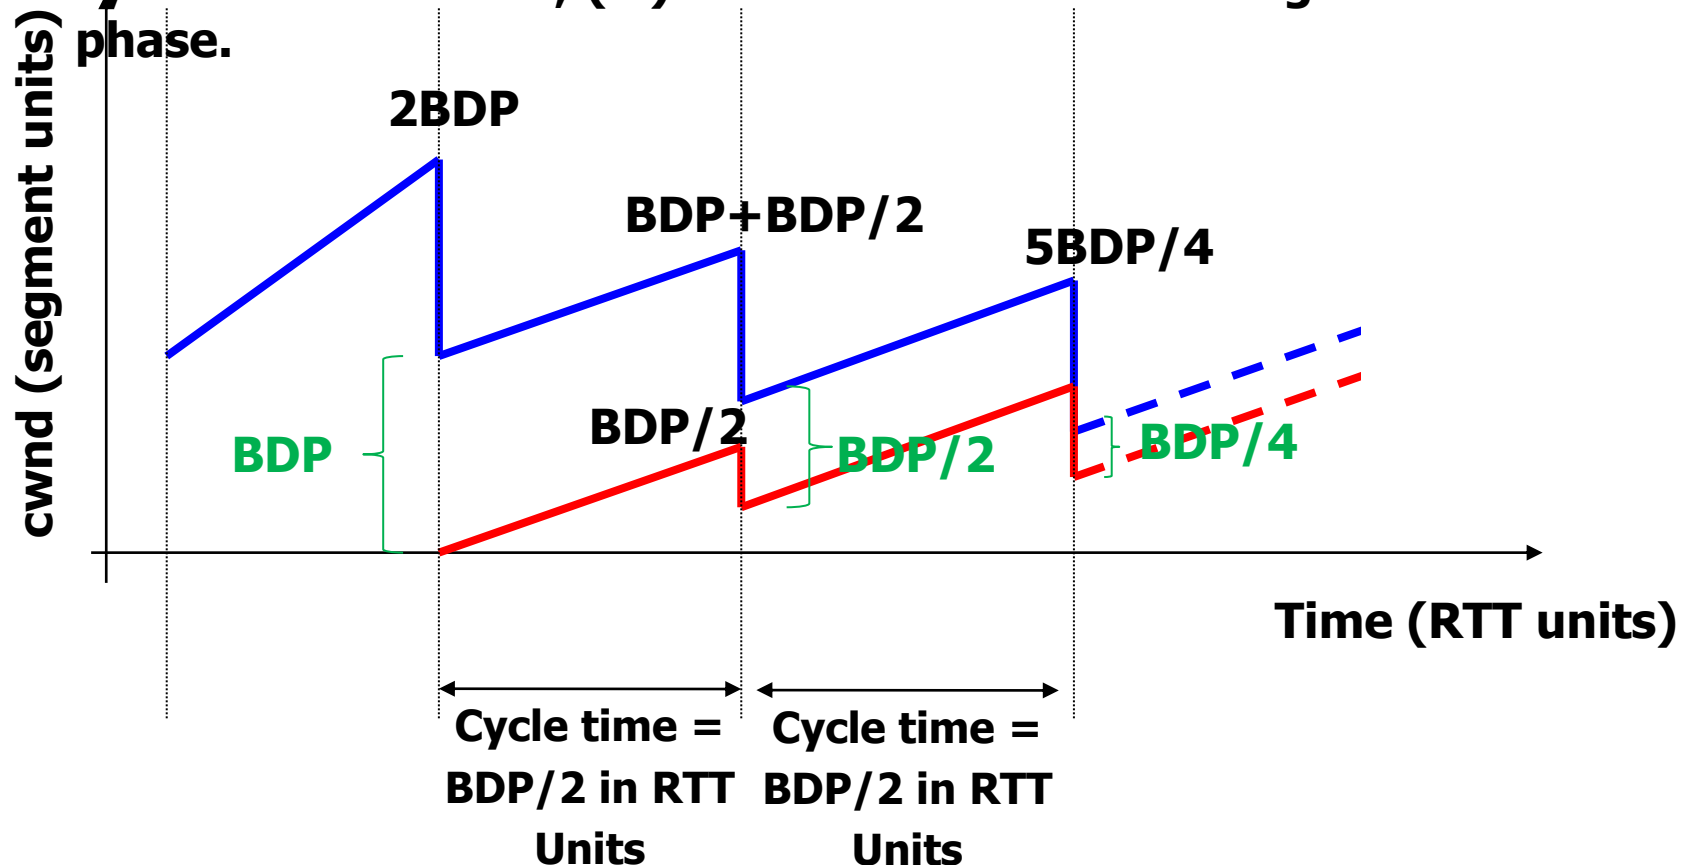 phase.
cwnd (segment units)
2BDP
BDP+BDP/2
5BDP/4
BDP/2
BDP
BDP/2
BDP/4
Time (RTT units)
Cycle time =
BDP/2 in RTT
Units
Cycle time =
BDP/2 in RTT
Units